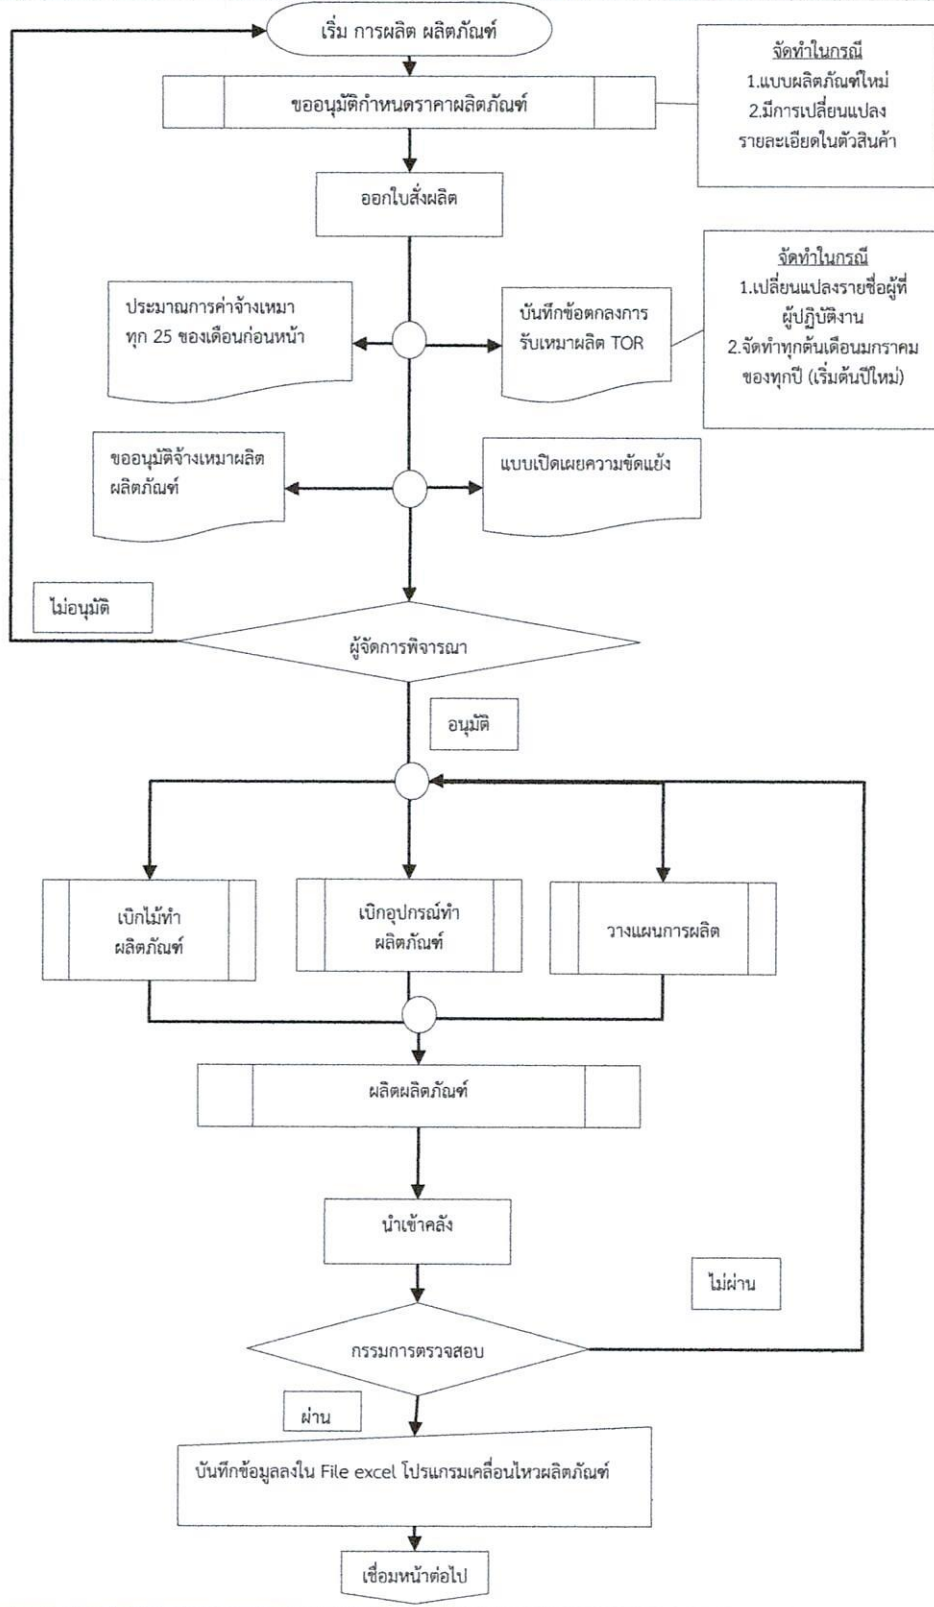 เริ่ม การผลิต ผลิตภัณฑ์
ขออนุมัติกำหนดราคาผลิตภัณฑ์
จัดทำในกรณี
1.แบบผลิตภัณฑ์ใหม่
2.มีการเปลี่ยนแปลง
รายละเอียดในตัวสินค้า
ออกใบสั่งผลิต
ประมาณการค่าจ้างเหมา
ทุก 25 ของเดือนก่อนหน้า
บันทึกข้อตกลงการ
รับเหมาผลิต TOR
จัดทำในกรณี
1.เปลี่ยนแปลงรายชื่อผู้ที่
ผู้ปฏิบัติงาน
2.จัดทำทุกต้นเดือนมกราคม
ของทุกปี (เริ่มต้นปีใหม่)
ขออนุมัติจ้างเหมาผลิต
ผลิตภัณฑ์
แบบเปิดเผยความขัดแย้ง
ไม่อนุมัติ
ผู้จัดการพิจารณา
อนุมัติ
เบิกไม้ทำ
ผลิตภัณฑ์
เบิกอุปกรณ์ทำ
ผลิตภัณฑ์
วางแผนการผลิต
ผลิตผลิตภัณฑ์
นำเข้าคลัง
ไม่ผ่าน
กรรมการตรวจสอบ
ผ่าน
บันทึกข้อมูลลงใน File excel โปรแกรมเคลื่อนไหวผลิตภัณฑ์
เชื่อมหน้าต่อไป